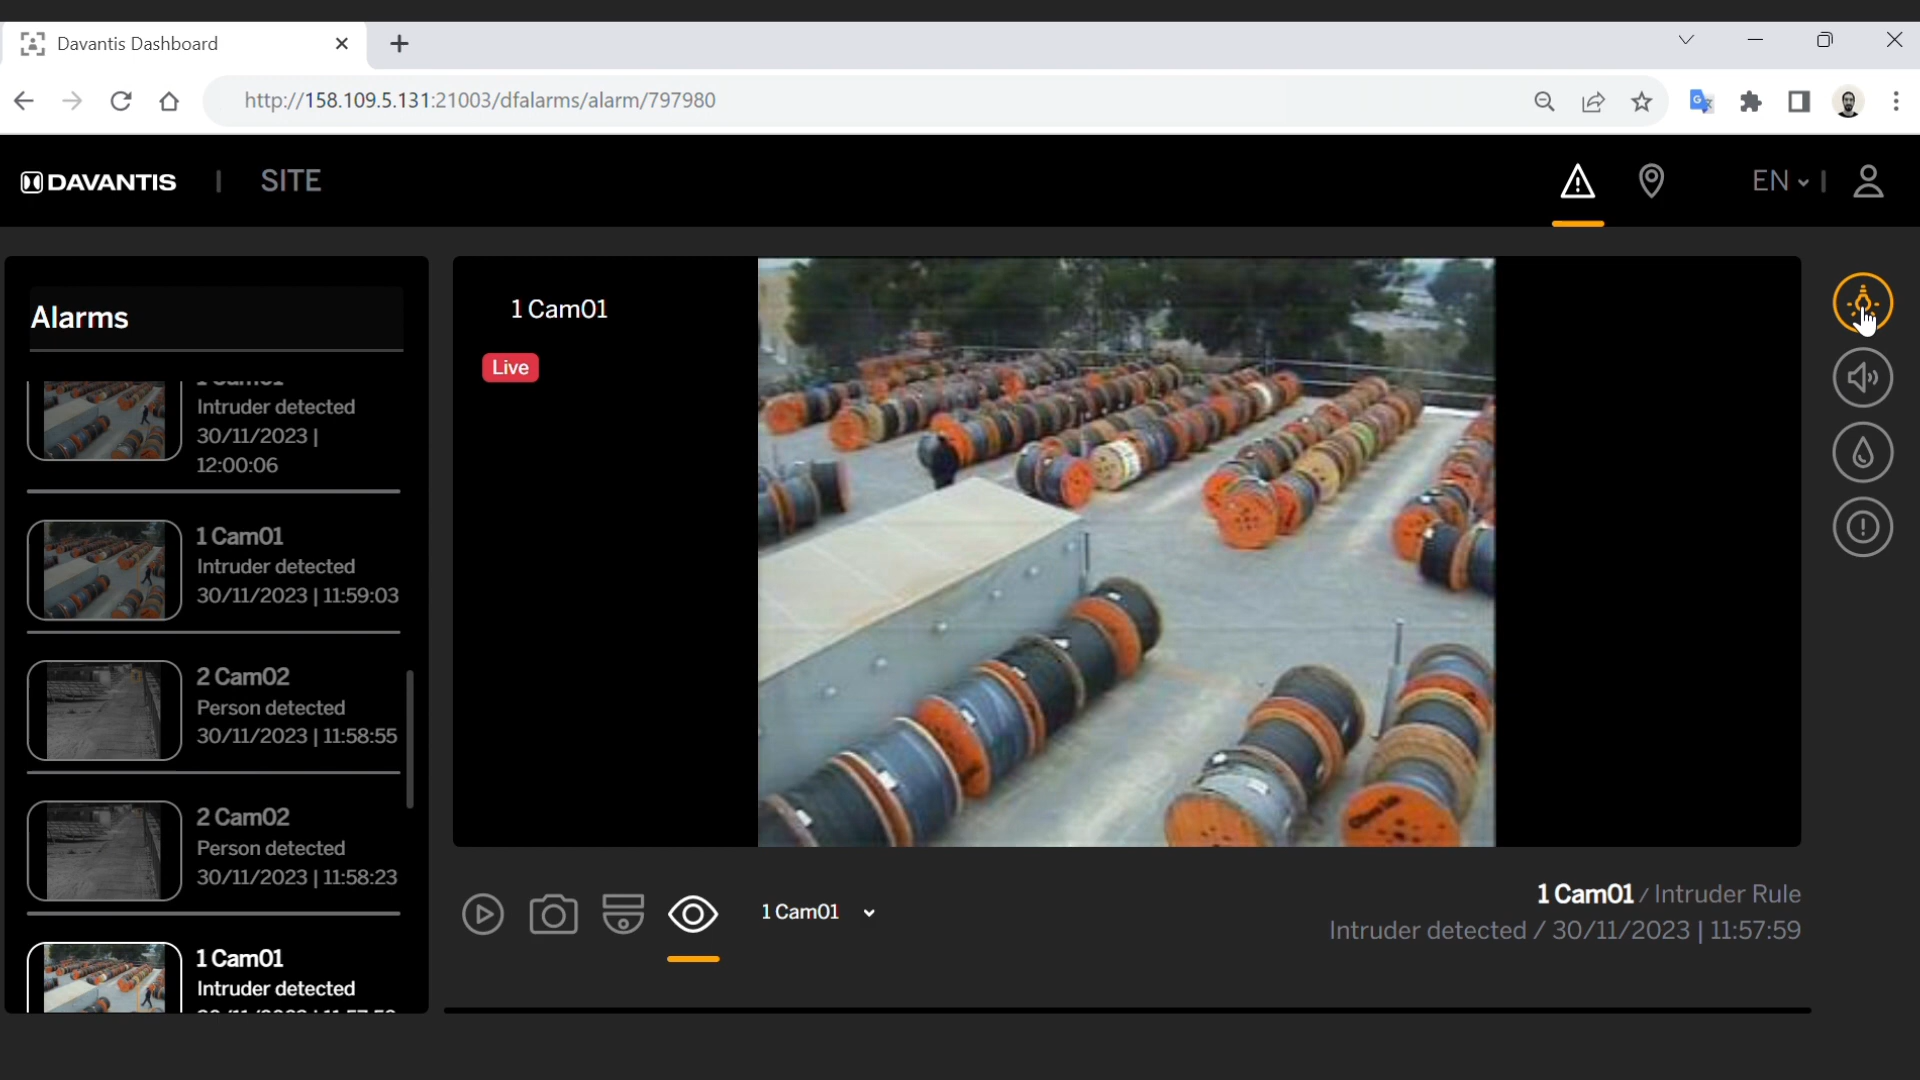 Davantis Dashboard
http://158.109.5.131:21003/dfalarms/alarm/797980
DAVANTIS | SITE
EN
Alarms
Intruder detected
30/11/2023 |
12:00:06
1 Cam01
Intruder detected
30/11/2023 | 11:59:03
2 Cam02
Person detected
30/11/2023 | 11:58:55
2 Cam02
Person detected
30/11/2023 | 11:58:23
1 Cam01
Intruder detected
1 Cam01
Live
1 Cam01
1 Cam01 / Intruder Rule
Intruder detected / 30/11/2023 | 11:57:59